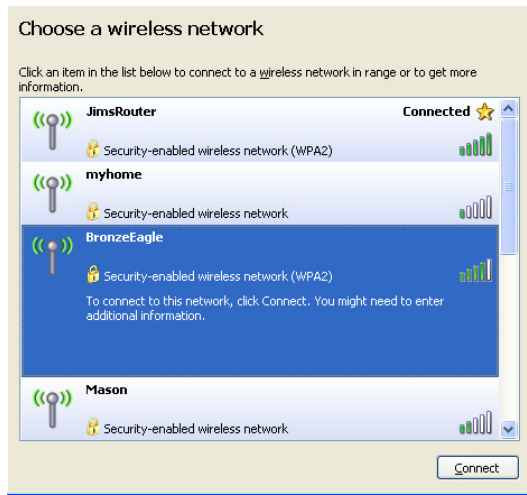 Choose a wireless network
Click an item in the list below to connect to a wireless network in range or to get more
information.
JimsRouter Connected
Security-enabled wireless network (WPA2)
myhome
Security-enabled wireless network
BronzeEagle
Security-enabled wireless network (WPA2)
To connect to this network, click Connect. You might need to enter
additional information.
Mason
Security-enabled wireless network
Connect